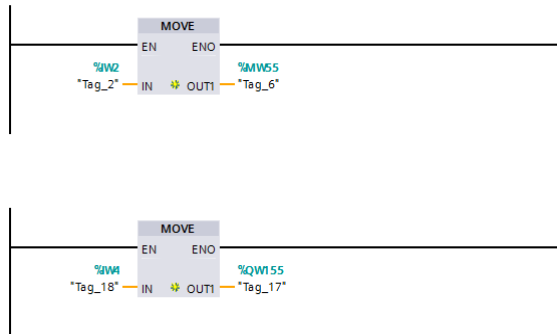 MOVE
EN ENO
%IW2 %MW55
"Tag_2" IN OUT1 "Tag_6"
MOVE
EN ENO
%IW4 %QW155
"Tag_18" IN OUT1 "Tag_17"